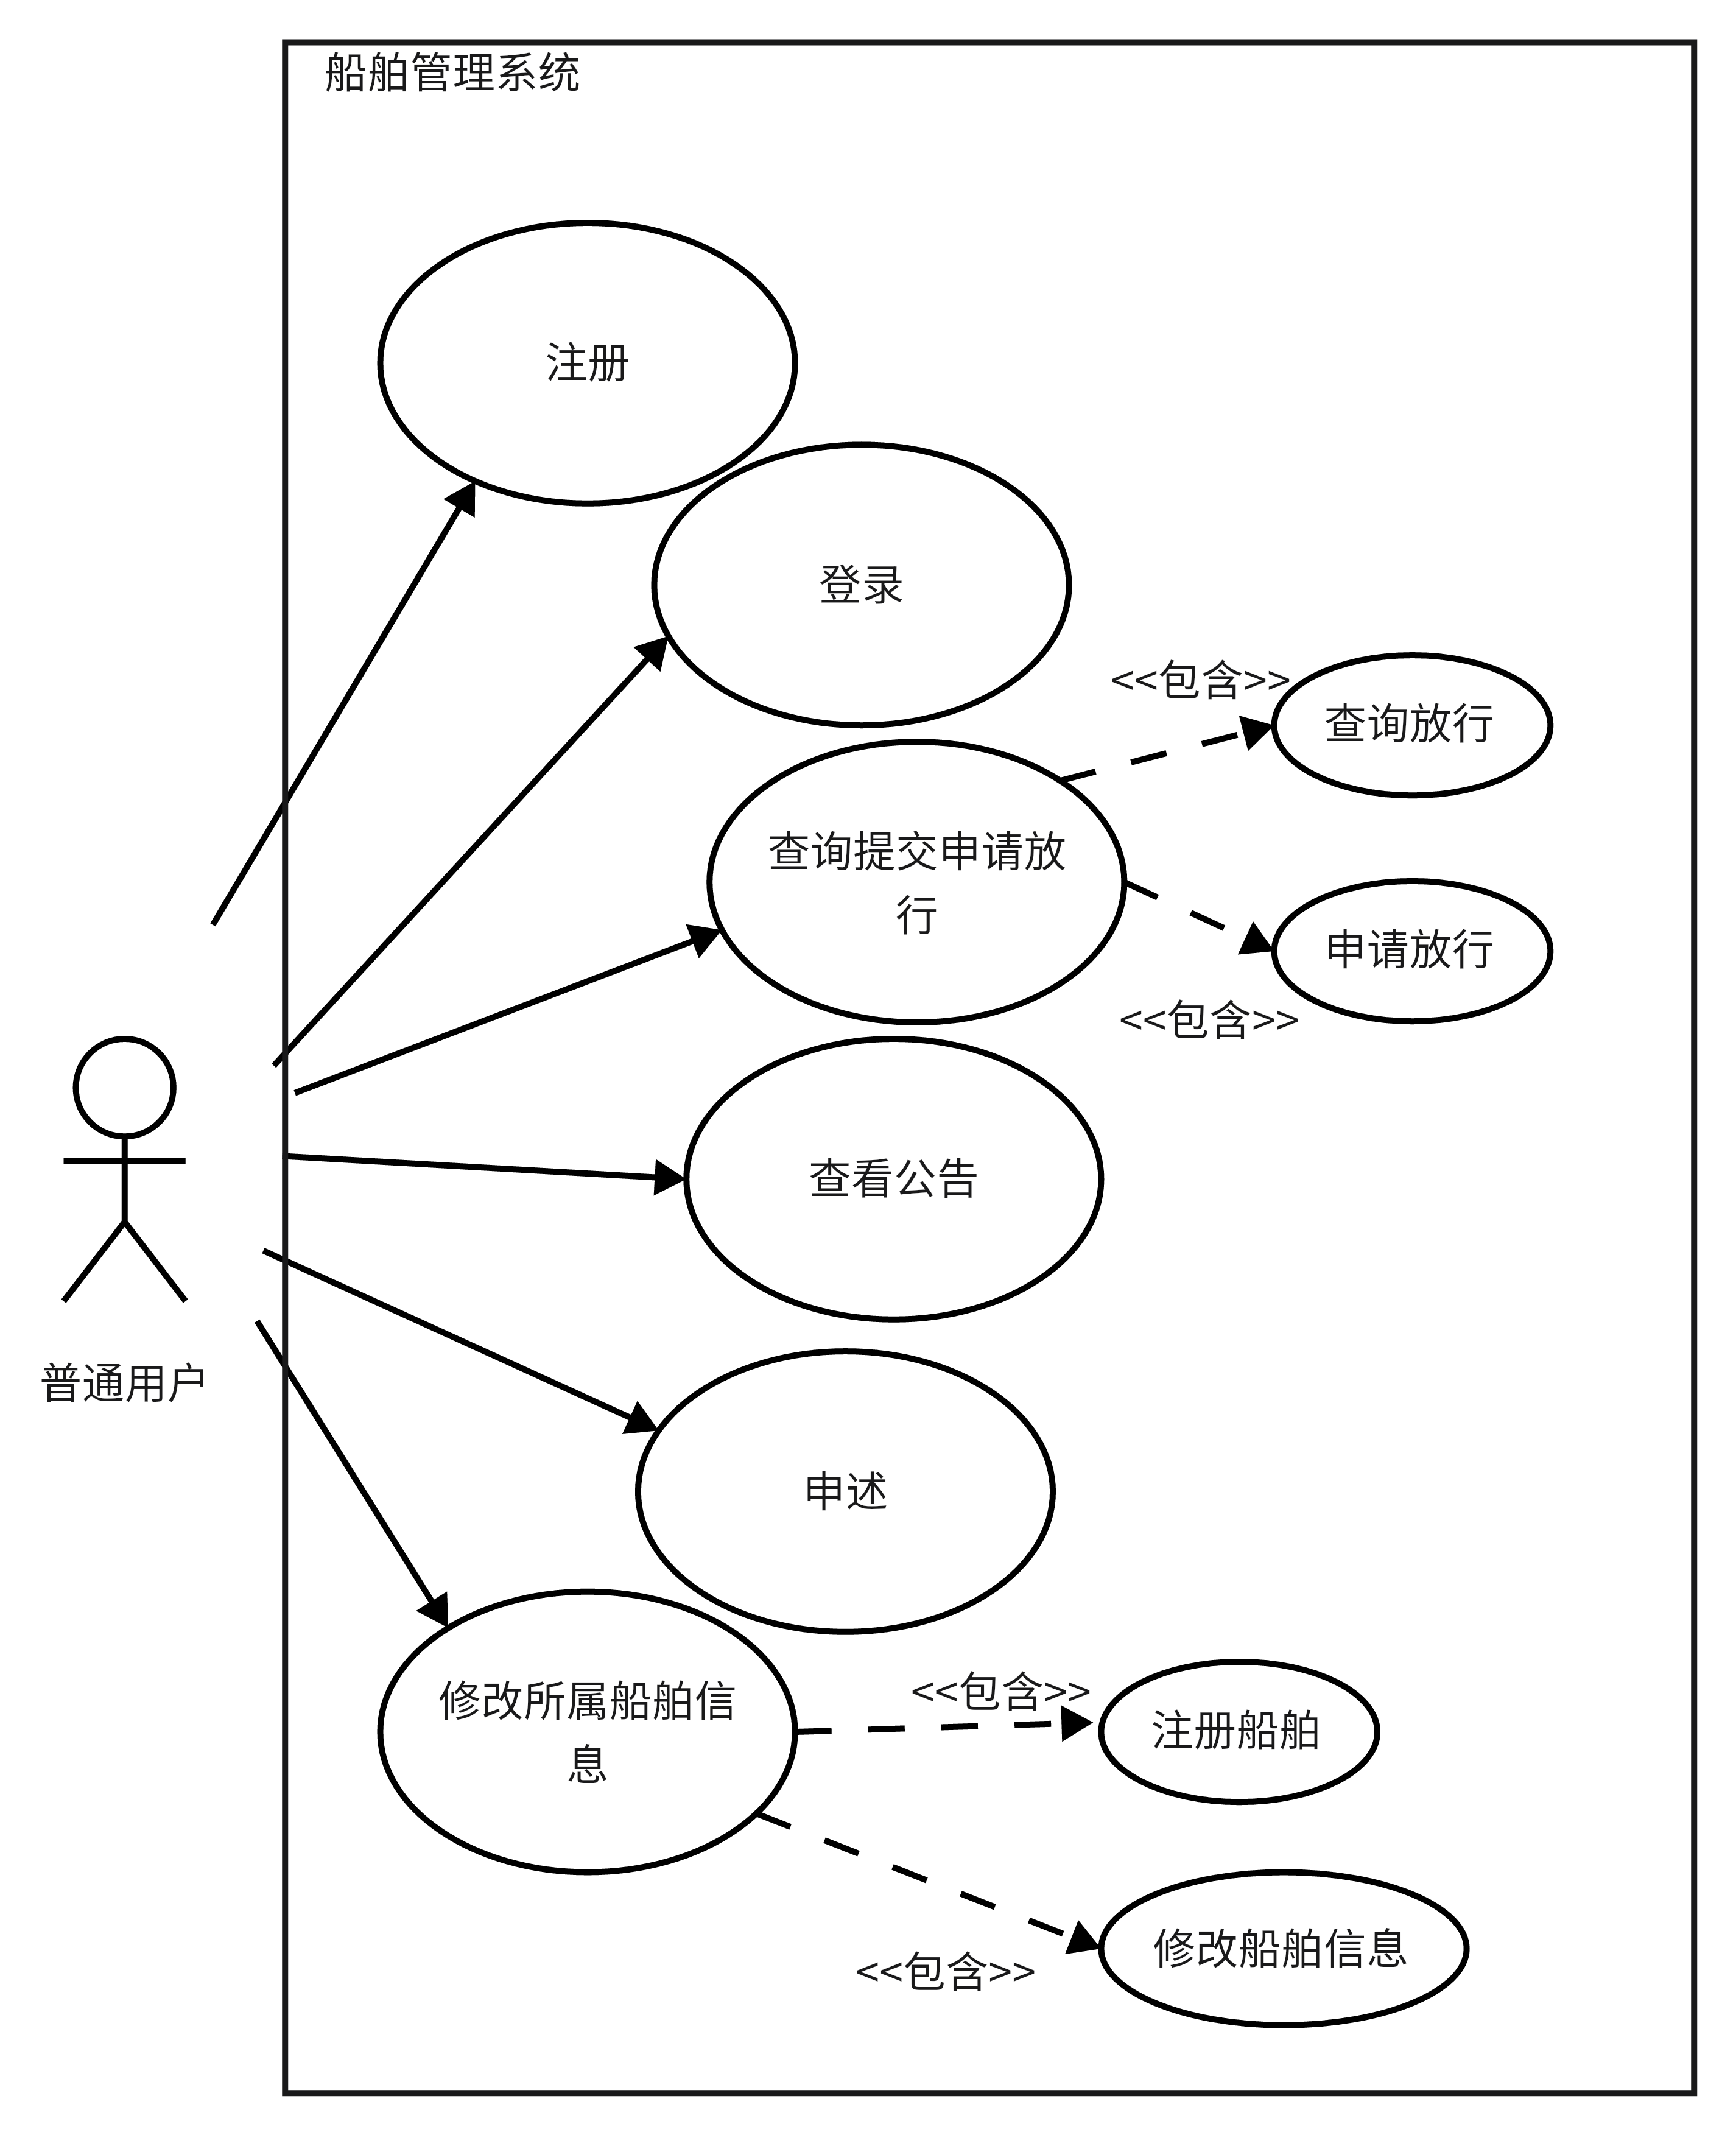 船舶管理系统
注册
登录
<<包含>>
查询放行
查询提交申请放
行
申请放行
<<包含>>
查看公告
普通用户
申述
修改所属船舶信
息
<<包含>>
注册船舶
修改船舶信息
<<包含>>